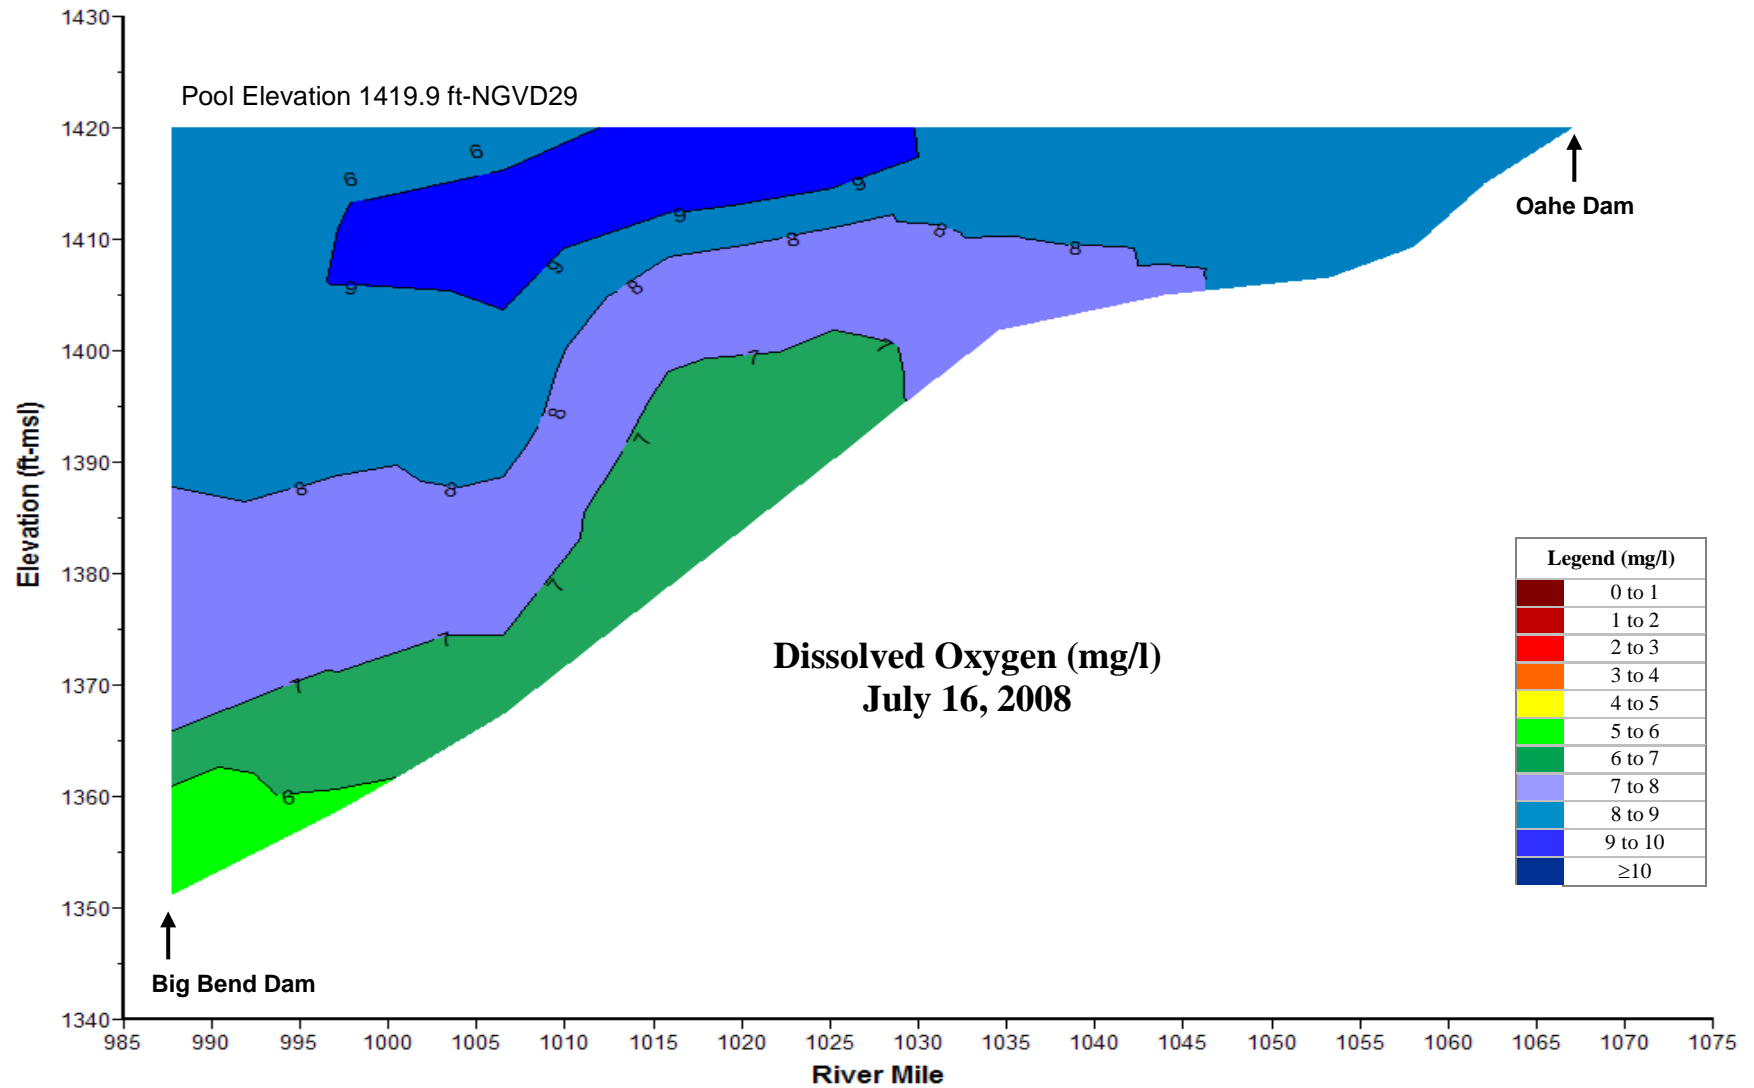 1430
Pool Elevation 1419.9 ft-NGVD29
1420
6
6
9
9
9
9
Oahe Dam
1410
8
8
8
8
1400
7
7
8
7
1390
8
8
Elevation (ft-msl)
1380
7
7
7
1370
Dissolved Oxygen (mg/l)
July 16, 2008
Legend (mg/l)
0 to 1
1 to 2
2 to 3
3 to 4
4 to 5
5 to 6
6 to 7
7 to 8
8 to 9
9 to 10
≥10
1360
6
1350
Big Bend Dam
1340
985 990 995 1000 1005 1010 1015 1020 1025 1030 1035 1040 1045 1050 1055 1060 1065 1070 1075
River Mile